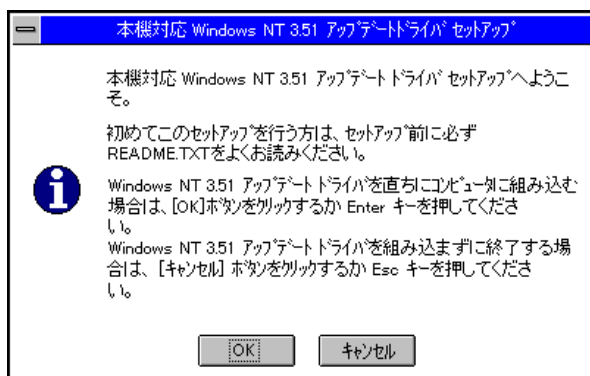 本機対応 Windows NT 3.51 ｱｯﾌﾟﾃﾞｰﾄﾄﾞﾗｲﾊﾞ ｾｯﾄｱｯﾌﾟ
本機対応 Windows NT 3.51 ｱｯﾌﾟﾃﾞｰﾄ ﾄﾞﾗｲﾊﾞ ｾｯﾄｱｯﾌﾟへようこ
そ。
初めてこのｾｯﾄｱｯﾌﾟを行う方は、ｾｯﾄｱｯﾌﾟ前に必ず
README.TXTをよくお読みください。
Windows NT 3.51 ｱｯﾌﾟﾃﾞｰﾄ ﾄﾞﾗｲﾊﾞを直ちにｺﾝﾋﾟｭｰﾀに組み込む
場合は、[OK]ﾎﾞﾀﾝをｸﾘｯｸするか Enter キーを押してくださ
い。
Windows NT 3.51 ｱｯﾌﾟﾃﾞｰﾄ ﾄﾞﾗｲﾊﾞを組み込まずに終了する場
合は、[ｷｬﾝｾﾙ] ﾎﾞﾀﾝをｸﾘｯｸするか Esc キーを押してくださ
い。
OK
ｷｬﾝｾﾙ